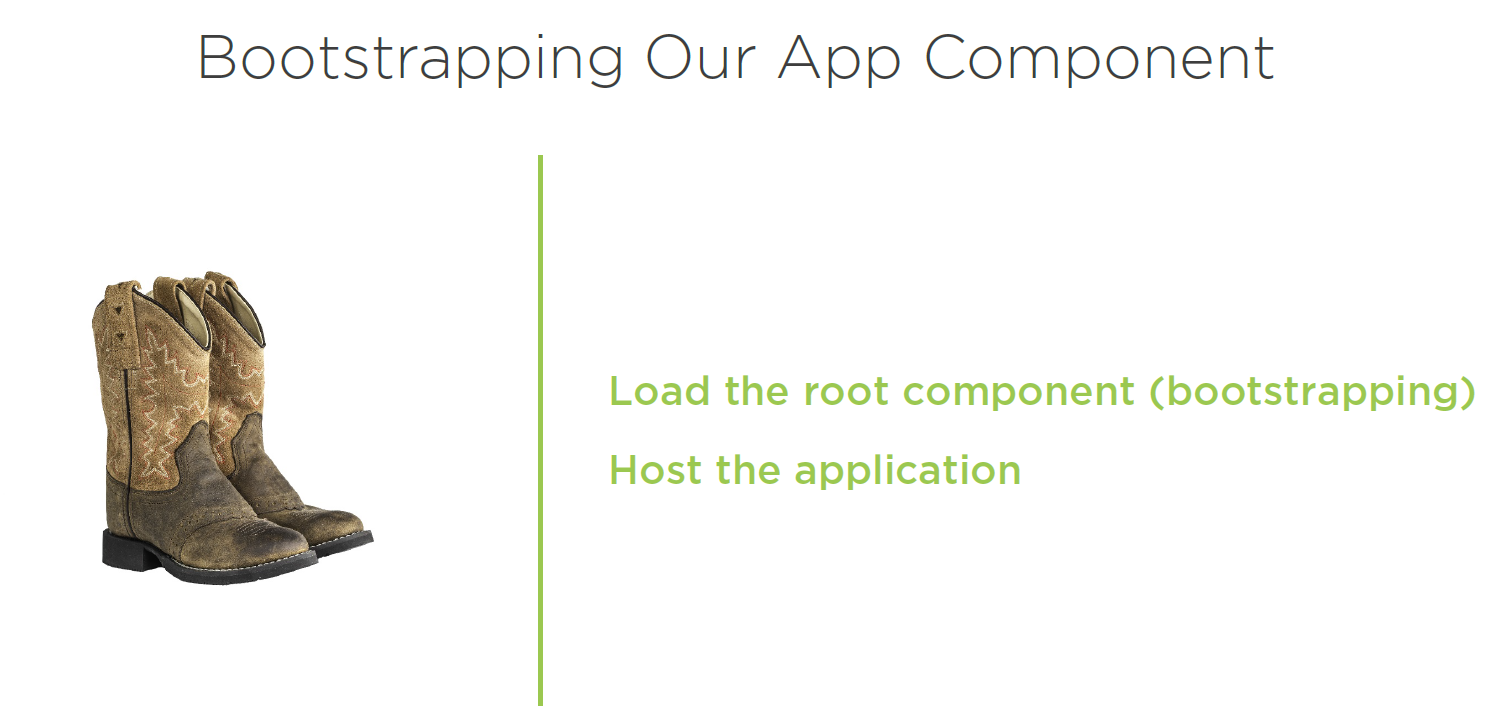 Bootstrapping Our App Component
Load the root component (bootstrapping)
Host the application